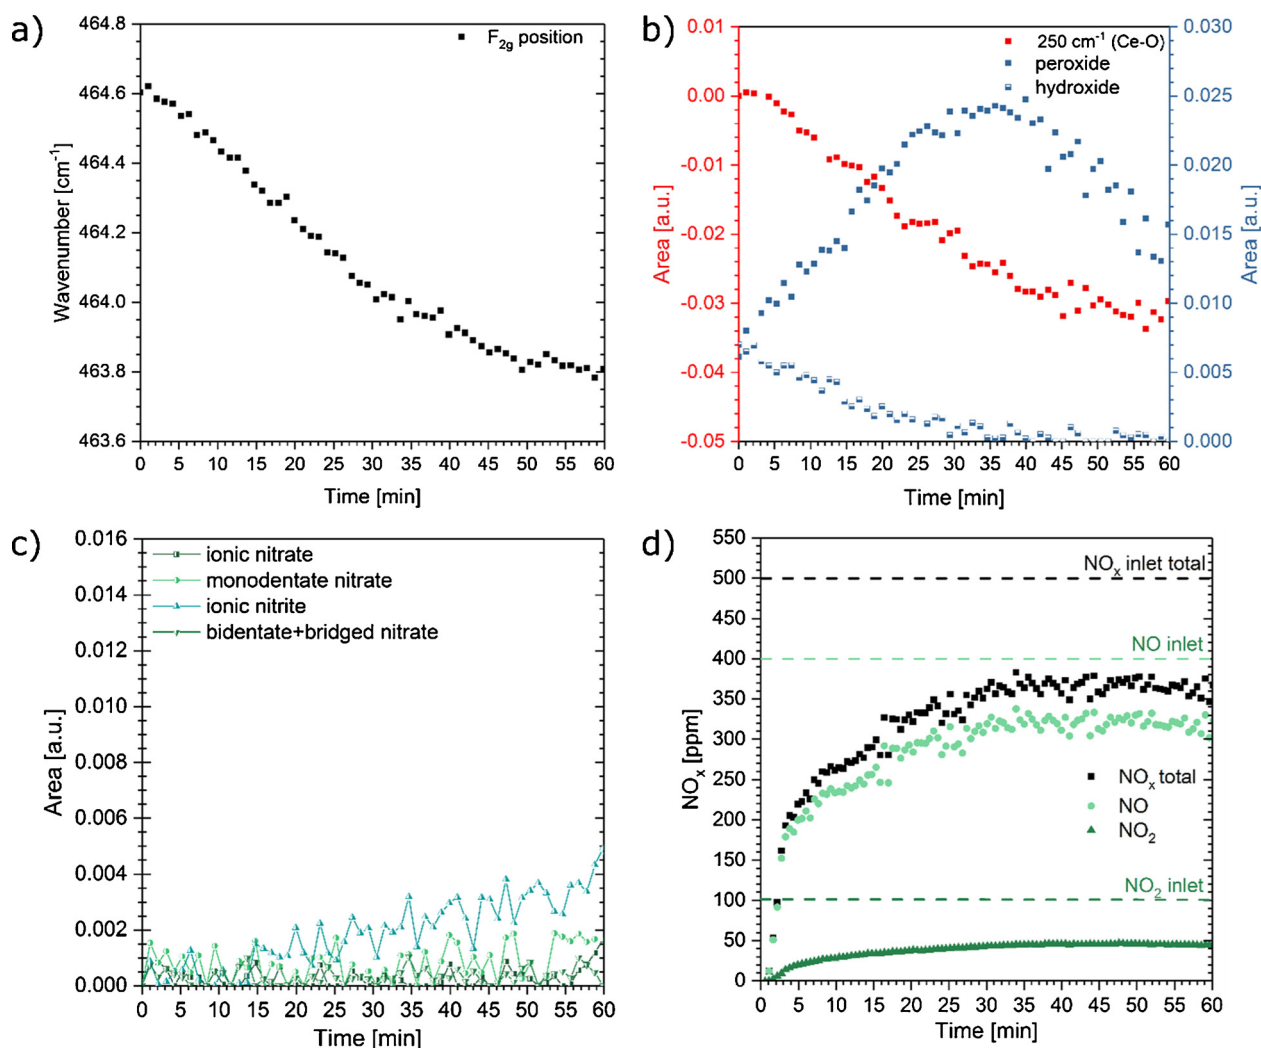 a)
464.8
464.6
464.4
464.2
464.0
463.8
463.6
Wavenumber [cm⁻¹]
F₂g position
0 5 10 15 20 25 30 35 40 45 50 55 60
Time [min]
b)
0.01
0.00
-0.01
-0.02
-0.03
-0.04
-0.05
Area [a.u.]
250 cm⁻¹ (Ce-O)
peroxide
hydroxide
0.030
0.025
0.020
0.015
0.010
0.005
0.000
Area [a.u.]
0 5 10 15 20 25 30 35 40 45 50 55 60
Time [min]
c)
0.016
0.014
0.012
0.010
0.008
0.006
0.004
0.002
0.000
Area [a.u.]
ionic nitrate
monodentate nitrate
ionic nitrite
bidentate+bridged nitrate
0 5 10 15 20 25 30 35 40 45 50 55 60
Time [min]
d)
550
500
450
400
350
300
250
200
150
100
50
0
NOₓ [ppm]
NOₓ inlet total
NO inlet
NOₓ total
NO
NO₂
NO₂ inlet
0 5 10 15 20 25 30 35 40 45 50 55 60
Time [min]